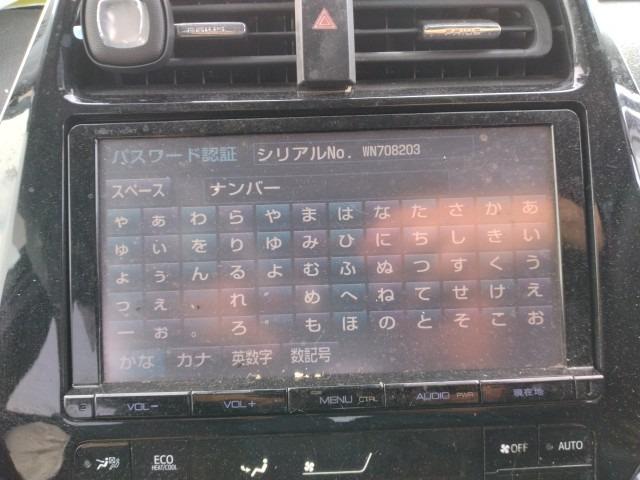 パスワード認証 シリアルNo. WN708203
スペース ナンバー
ゃ ぁ わ ら や ま は な た さ か あ
ゅ ぃ を り ゆ み ひ に ち し き い
ょ ぅ ん る よ む ふ ぬ つ す く う
っ ぇ 、 れ ゛ め へ ね て せ け え
ー ぉ 。 ろ ゜ も ほ の と そ こ お
かな カナ 英数字 数記号
VOL− VOL+ MENU CTRL AUDIO PWR 現在地
ECO OFF AUTO
HEAT/COOL